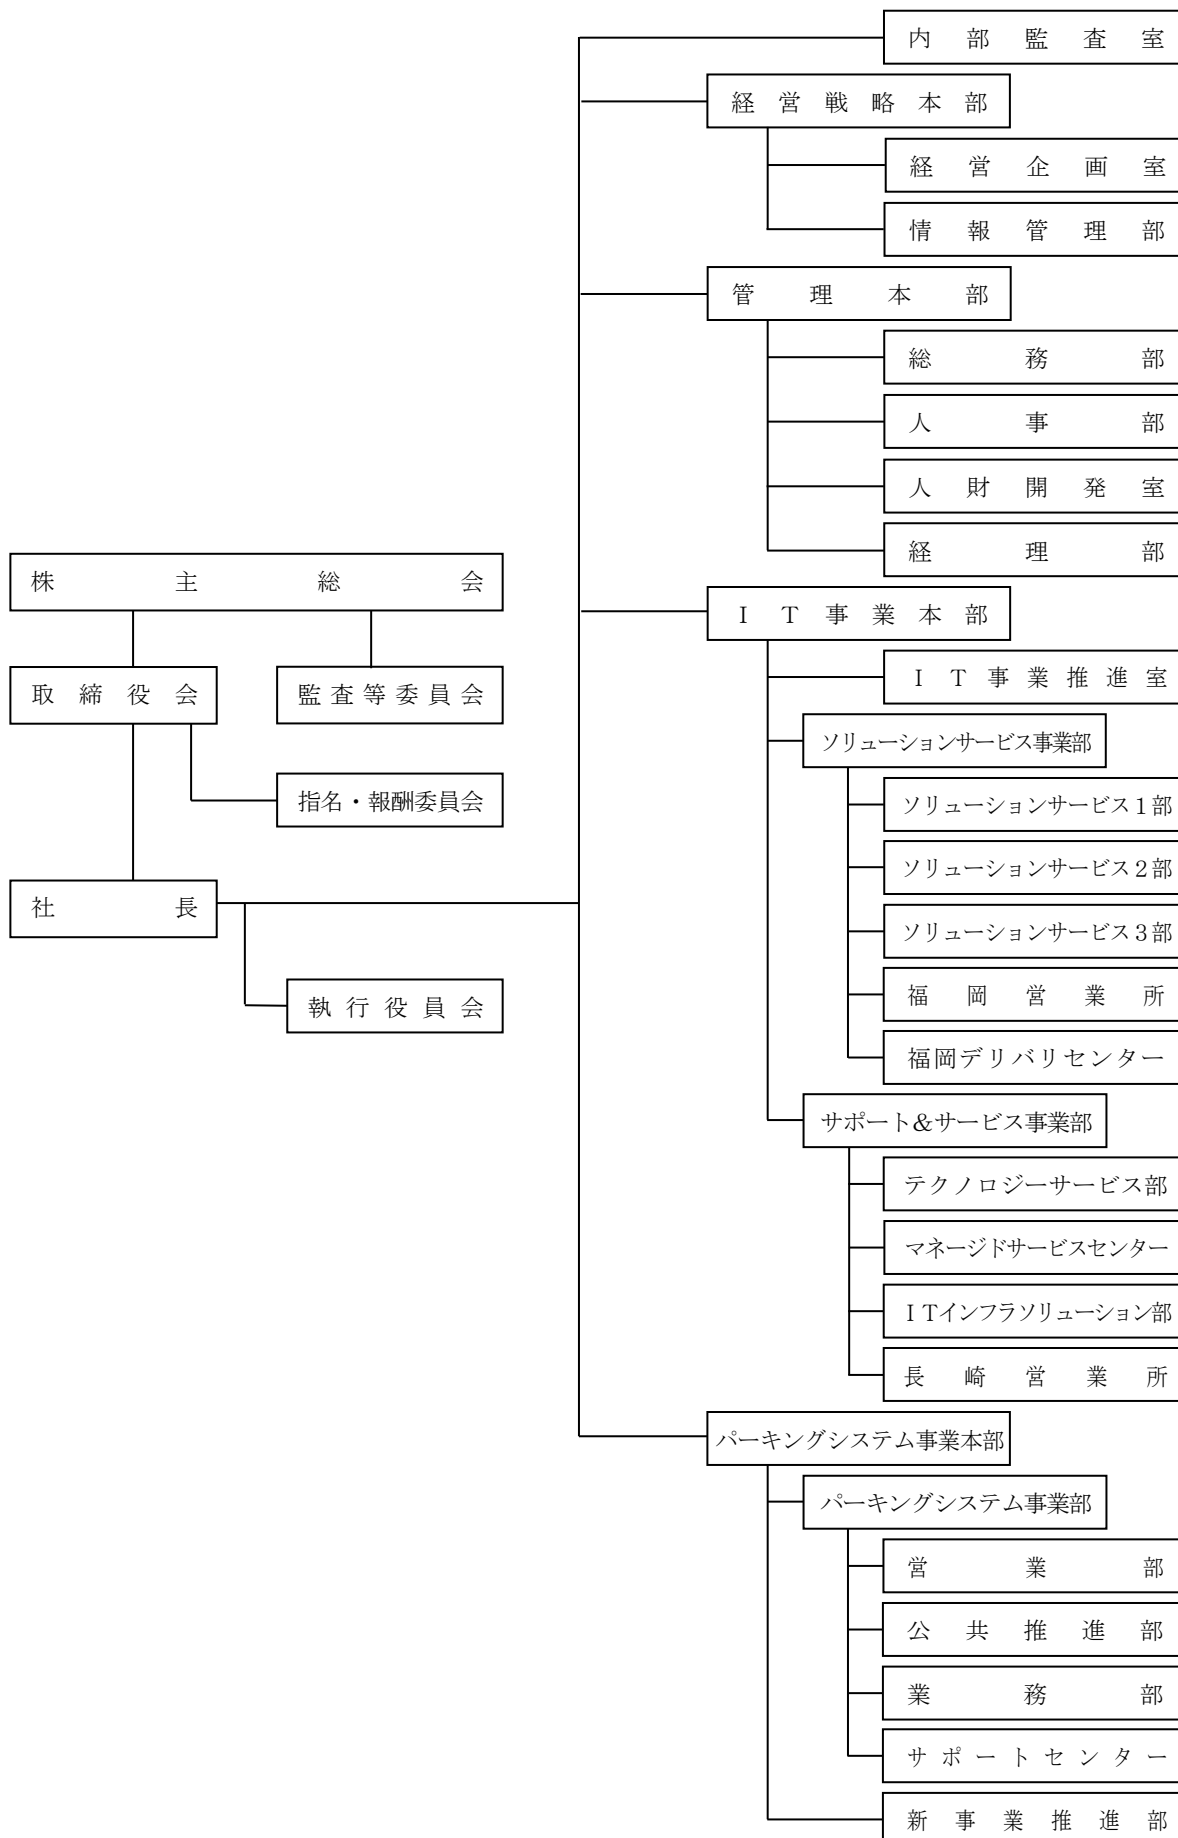 内部監査室
経営戦略本部
経営企画室
情報管理部
管理本部
総務部
人事部
人財開発室
経理部
株主総会
取締役会
監査等委員会
指名・報酬委員会
社長
執行役員会
ＩＴ事業本部
ＩＴ事業推進室
ソリューションサービス事業部
ソリューションサービス１部
ソリューションサービス２部
ソリューションサービス３部
福岡営業所
福岡デリバリセンター
サポート＆サービス事業部
テクノロジーサービス部
マネージドサービスセンター
ＩＴインフラソリューション部
長崎営業所
パーキングシステム事業本部
パーキングシステム事業部
営業部
公共推進部
業務部
サポートセンター
新事業推進部